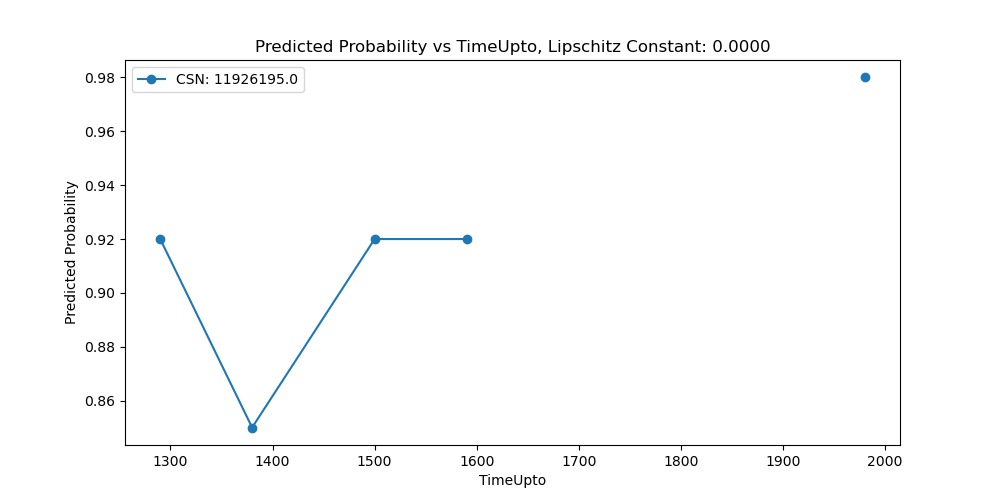 Predicted Probability vs TimeUpto, Lipschitz Constant: 0.0000
CSN: 11926195.0
Predicted Probability
0.98
0.96
0.94
0.92
0.90
0.88
0.86
1300 1400 1500 1600 1700 1800 1900 2000
TimeUpto